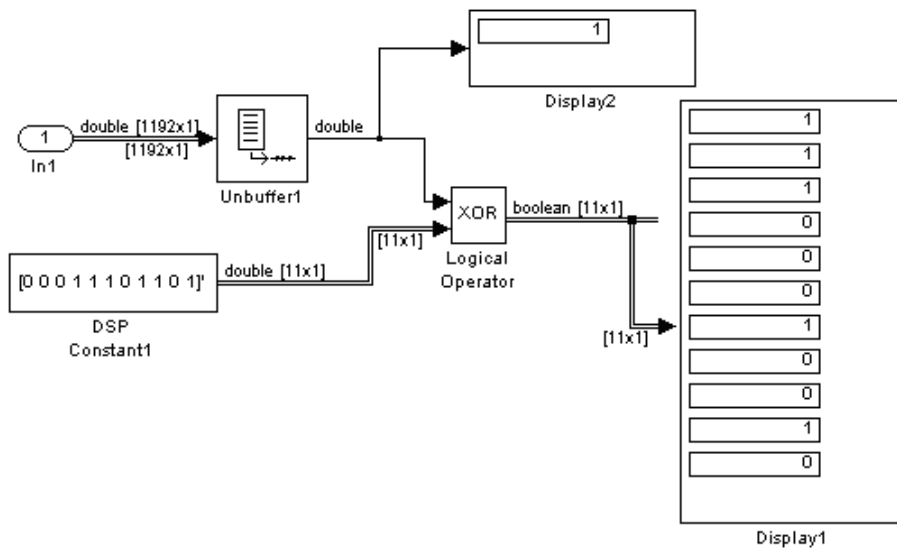 1
Display2
double [1192x1]
[1192x1]
double
1
In1
Unbuffer1
XOR
boolean [11x1]
[11x1]
Logical
Operator
[0 0 0 1 1 1 0 1 1 0 1]'
double [11x1]
DSP
Constant1
[11x1]
1
1
1
0
0
0
1
0
0
1
0
Display1